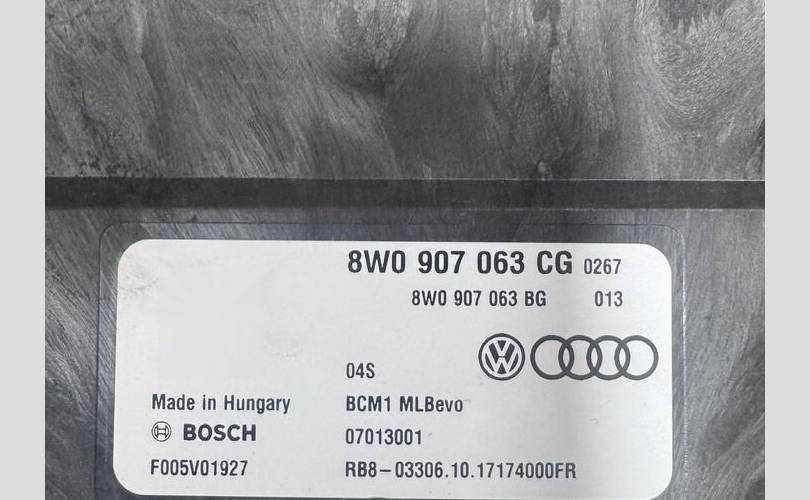 8W0 907 063 CG 0267
8W0 907 063 BG 013
04S
Made in Hungary BCM1 MLBevo
BOSCH 07013001
F005V01927 RB8-03306.10.17174000FR